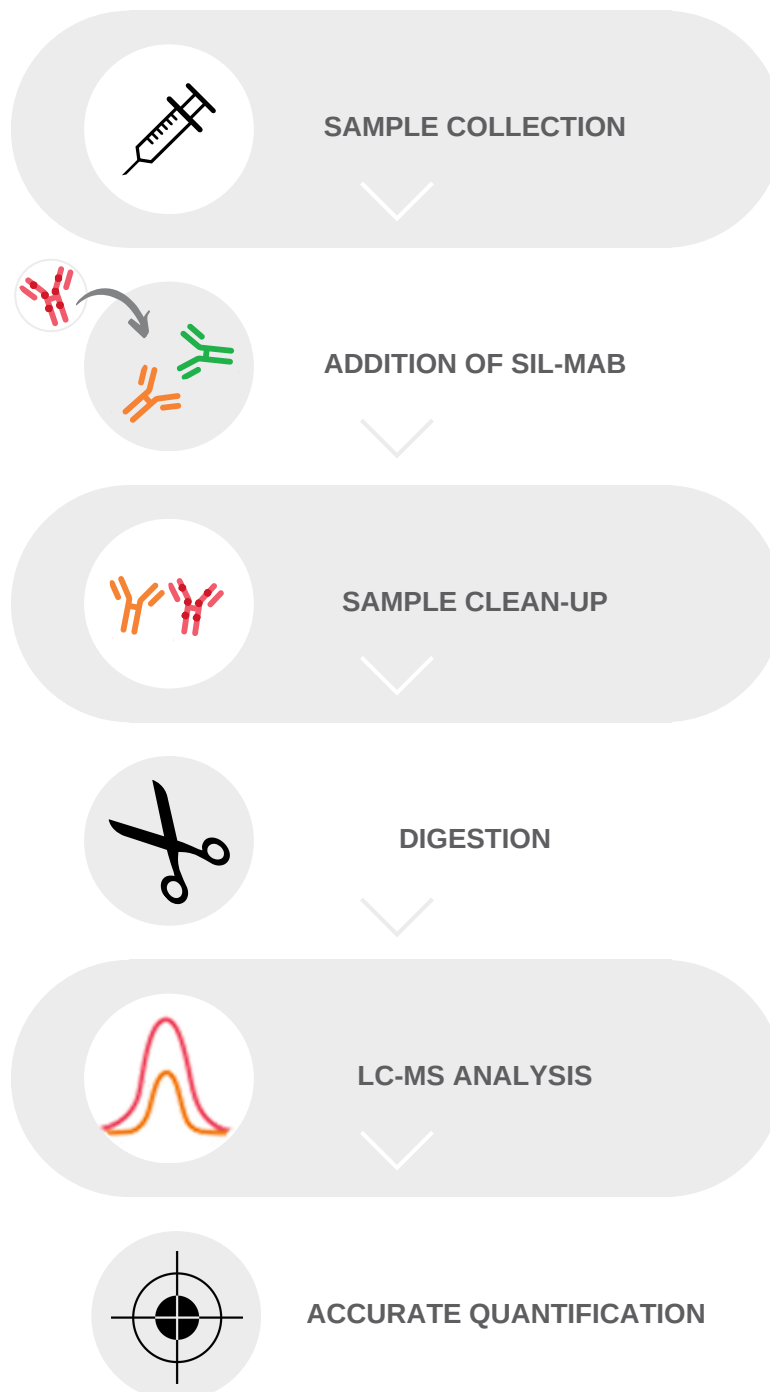 SAMPLE COLLECTION
ADDITION OF SIL-MAB
SAMPLE CLEAN-UP
DIGESTION
LC-MS ANALYSIS
ACCURATE QUANTIFICATION